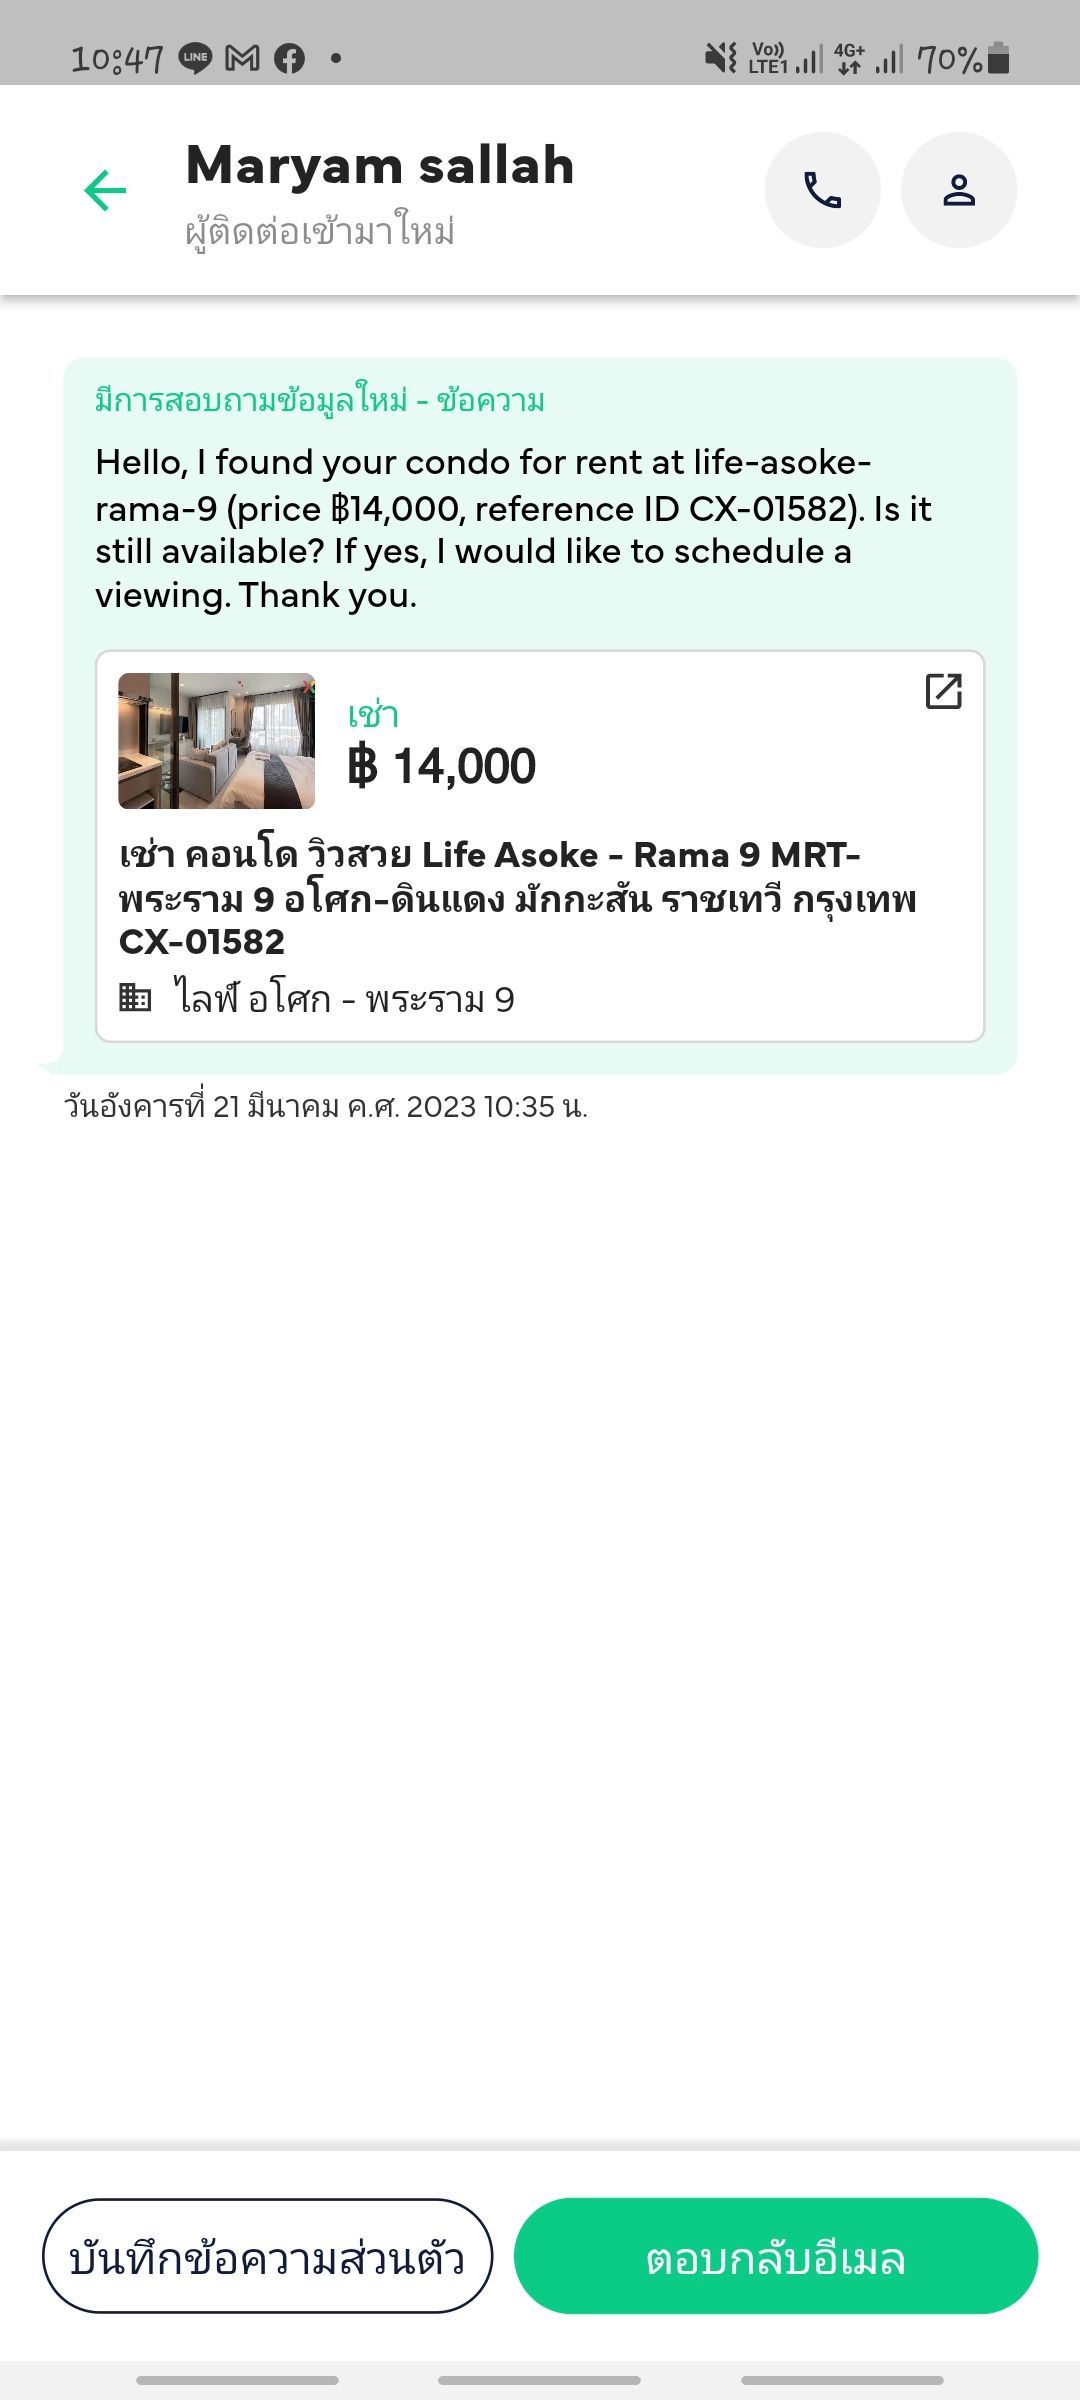 10:47 LINE
Vo)) LTE1 4G+ 70%
Maryam sallah
ผู้ติดต่อเข้ามาใหม่
มีการสอบถามข้อมูลใหม่ - ข้อความ
Hello, I found your condo for rent at life-asoke-
rama-9 (price ฿14,000, reference ID CX-01582). Is it
still available? If yes, I would like to schedule a
viewing. Thank you.
เช่า
฿ 14,000
เช่า คอนโด วิวสวย Life Asoke - Rama 9 MRT-
พระราม 9 อโศก-ดินแดง มักกะสัน ราชเทวี กรุงเทพ
CX-01582
ไลฟ์ อโศก - พระราม 9
วันอังคารที่ 21 มีนาคม ค.ศ. 2023 10:35 น.
บันทึกข้อความส่วนตัว
ตอบกลับอีเมล